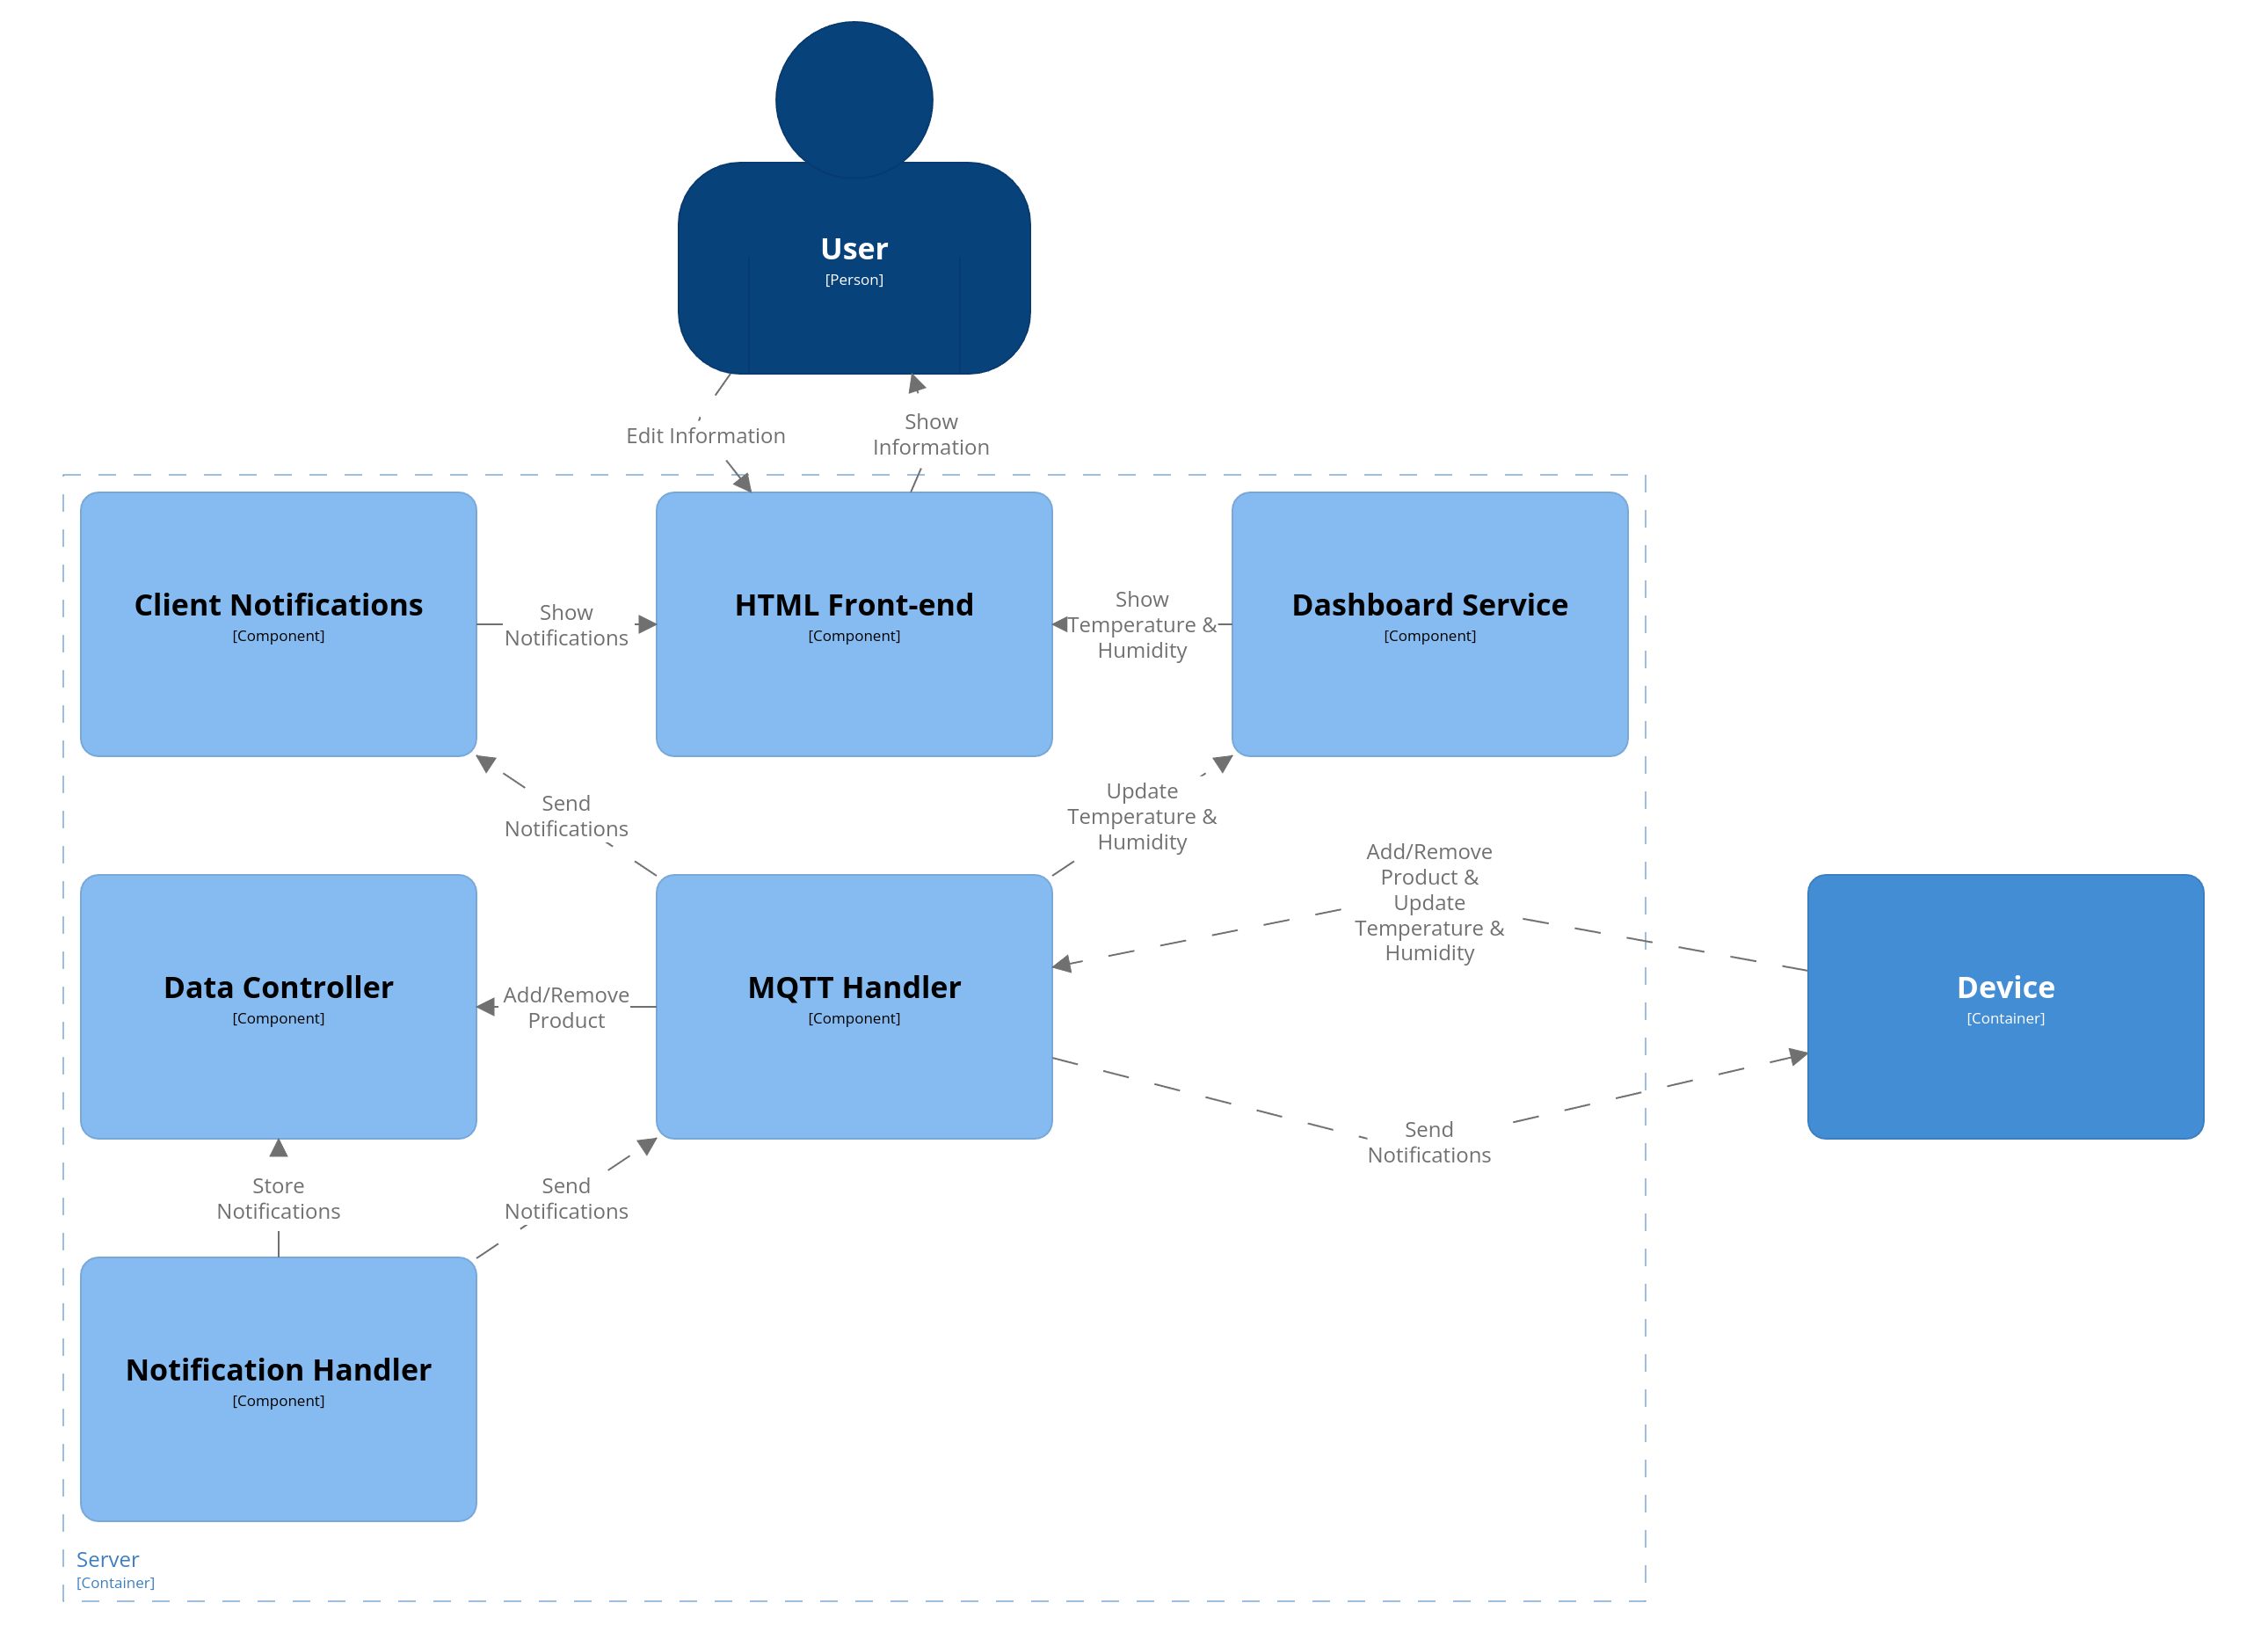 User
[Person]
Edit Information
Show
Information
Client Notifications
[Component]
Show
Notifications
HTML Front-end
[Component]
Show
Temperature &
Humidity
Dashboard Service
[Component]
Send
Notifications
Update
Temperature &
Humidity
Add/Remove
Product &
Update
Temperature &
Humidity
Data Controller
[Component]
Add/Remove
Product
MQTT Handler
[Component]
Device
[Container]
Send
Notifications
Store
Notifications
Send
Notifications
Notification Handler
[Component]
Server
[Container]